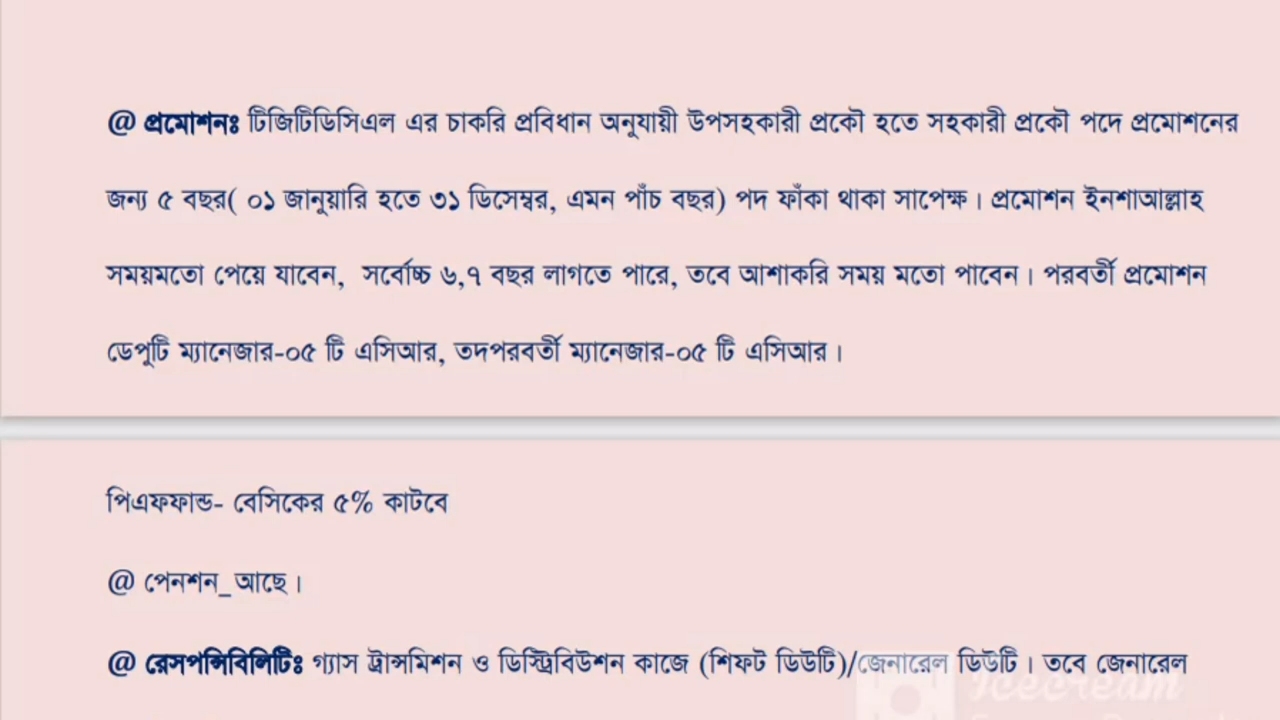 @ প্রমোশনঃ টিজিটিডিসিএল এর চাকরি প্রবিধান অনুযায়ী উপসহকারী প্রকৌ হতে সহকারী প্রকৌ পদে প্রমোশনের
জন্য ৫ বছর( ০১ জানুয়ারি হতে ৩১ ডিসেম্বর, এমন পাঁচ বছর) পদ ফাঁকা থাকা সাপেক্ষ। প্রমোশন ইনশাআল্লাহ
সময়মতো পেয়ে যাবেন, সর্বোচ্চ ৬,৭ বছর লাগতে পারে, তবে আশাকরি সময় মতো পাবেন। পরবর্তী প্রমোশন
ডেপুটি ম্যানেজার-০৫ টি এসিআর, তদপরবর্তী ম্যানেজার-০৫ টি এসিআর।
পিএফফান্ড- বেসিকের ৫% কাটবে
@ পেনশন_আছে।
@ রেসপন্সিবিলিটিঃ গ্যাস ট্রান্সমিশন ও ডিস্ট্রিবিউশন কাজে (শিফট ডিউটি)/জেনারেল ডিউটি। তবে জেনারেল
Icecream